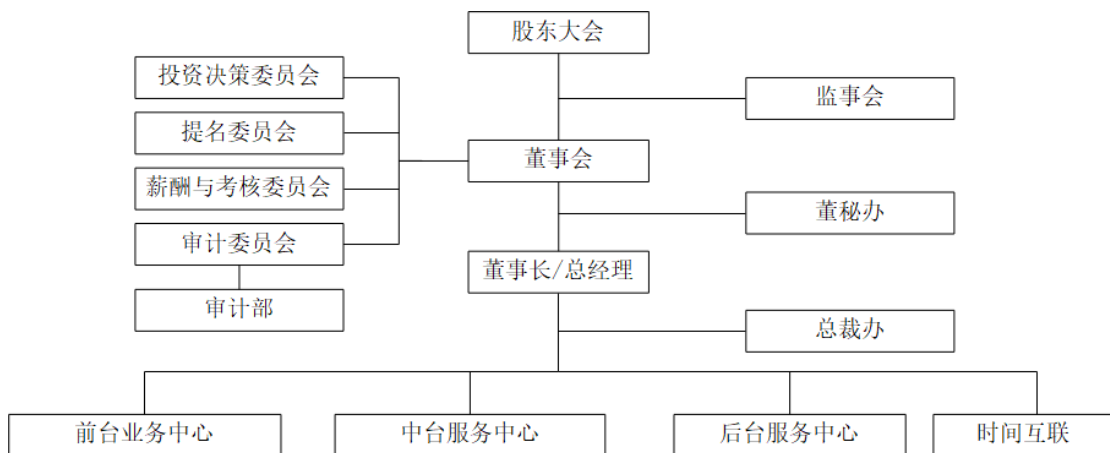 股东大会
投资决策委员会
监事会
提名委员会
董事会
薪酬与考核委员会
董秘办
审计委员会
董事长/总经理
审计部
总裁办
前台业务中心
中台服务中心
后台服务中心
时间互联